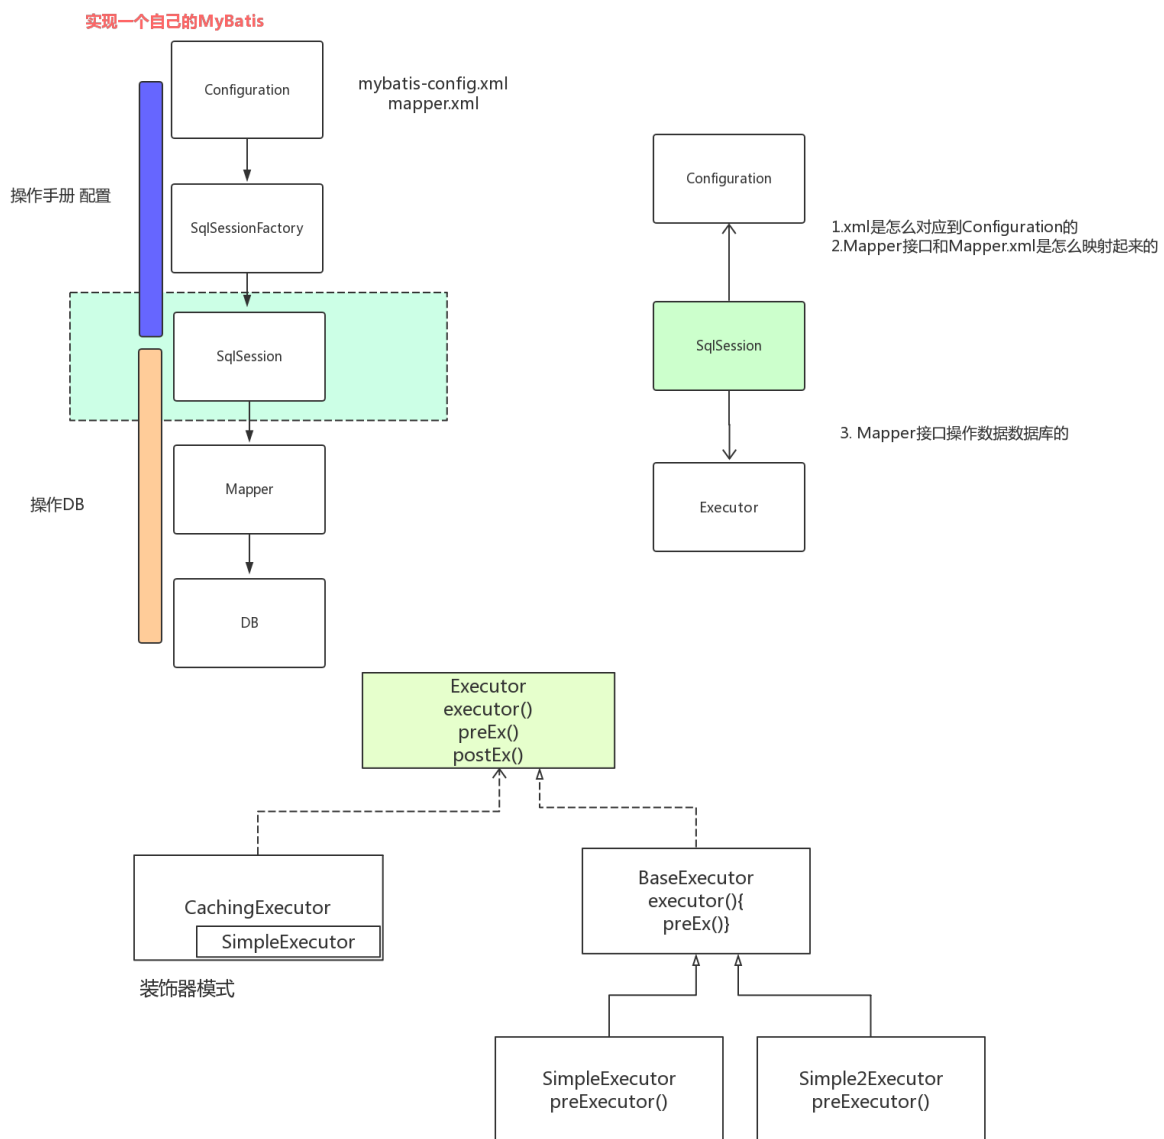 实现一个自己的MyBatis
Configuration
mybatis-config.xml
mapper.xml
操作手册 配置
SqlSessionFactory
SqlSession
操作DB
Mapper
DB
Configuration
1.xml是怎么对应到Configuration的
2.Mapper接口和Mapper.xml是怎么映射起来的
SqlSession
3. Mapper接口操作数据数据库的
Executor
Executor
executor()
preEx()
postEx()
CachingExecutor
SimpleExecutor
装饰器模式
BaseExecutor
executor(){
preEx()}
SimpleExecutor
preExecutor()
Simple2Executor
preExecutor()